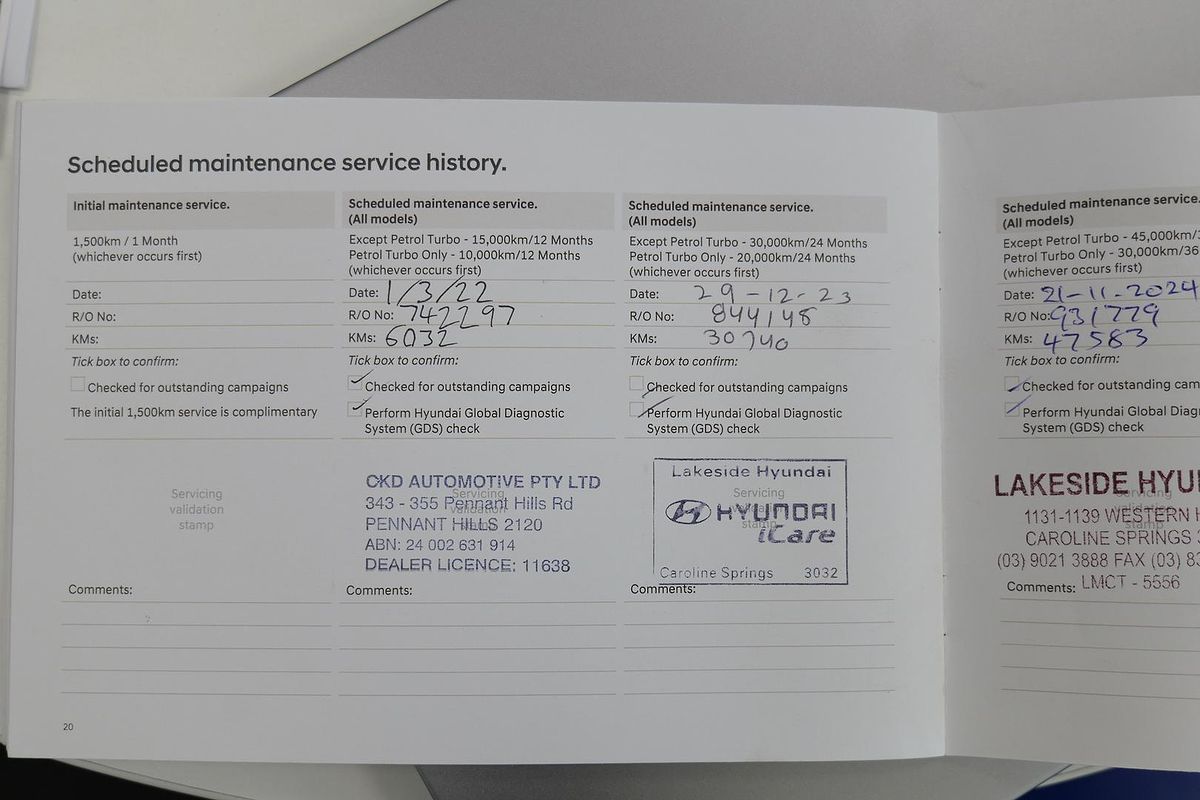 Scheduled maintenance service history.
Initial maintenance service.
1,500km / 1 Month
(whichever occurs first)
Date:
R/O No:
KMs:
Tick box to confirm:
Checked for outstanding campaigns
The initial 1,500km service is complimentary
Servicing
validation
stamp
Comments:
Scheduled maintenance service.
(All models)
Except Petrol Turbo - 15,000km/12 Months
Petrol Turbo Only - 10,000km/12 Months
(whichever occurs first)
Date: 1/3/22
R/O No: 742297
KMs: 6032
Tick box to confirm:
Checked for outstanding campaigns
Perform Hyundai Global Diagnostic
System (GDS) check
Servicing
validation
stamp
CKD AUTOMOTIVE PTY LTD
343 - 355 Pennant Hills Rd
PENNANT HILLS 2120
ABN: 24 002 631 914
DEALER LICENCE: 11638
Comments:
Scheduled maintenance service.
(All models)
Except Petrol Turbo - 30,000km/24 Months
Petrol Turbo Only - 20,000km/24 Months
(whichever occurs first)
Date: 29-12-23
R/O No: 844148
KMs: 30740
Tick box to confirm:
Checked for outstanding campaigns
Perform Hyundai Global Diagnostic
System (GDS) check
Lakeside Hyundai
Servicing
HYUNDAI
stamp
iCare
Caroline Springs 3032
Comments:
20
Scheduled maintenance service.
(All models)
Except Petrol Turbo - 45,000km/3
Petrol Turbo Only - 30,000km/36
(whichever occurs first)
Date: 21-11-2024
R/O No: 931779
KMs: 47583
Tick box to confirm:
Checked for outstanding cam
Perform Hyundai Global Diag
System (GDS) check
LAKESIDE HYU
Servicing
1131-1139 WESTERN H
CAROLINE SPRINGS 3
(03) 9021 3888 FAX (03) 83
Comments: LMCT - 5556